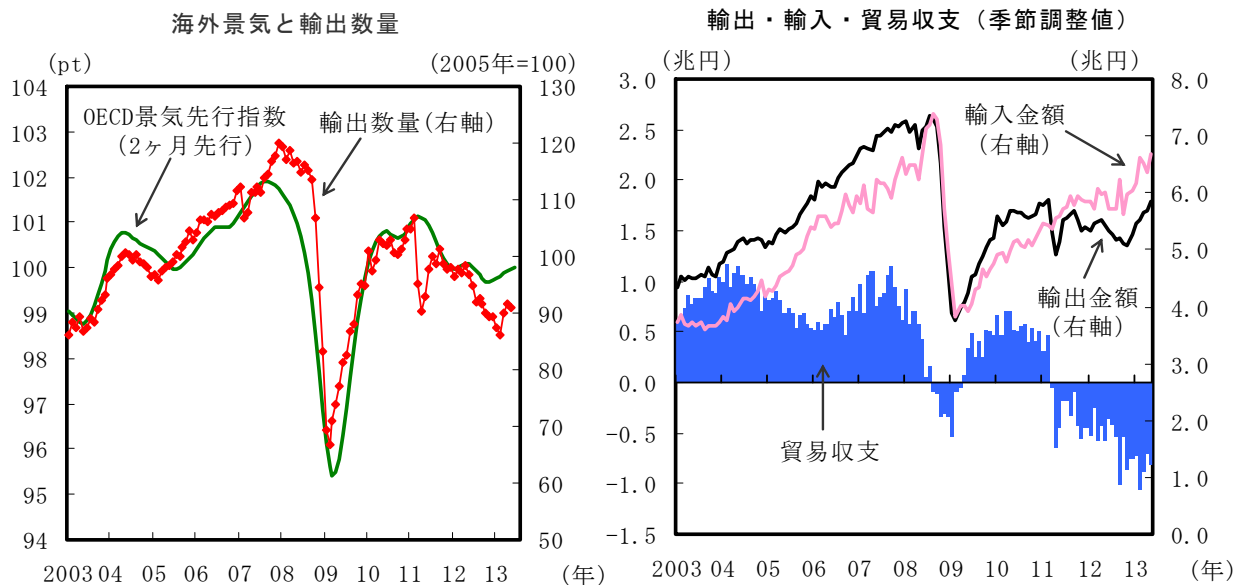 海外景気と輸出数量
(pt)
(2005年=100)
104
103
102
101
100
99
98
97
96
95
94
OECD景気先行指数
(2ヶ月先行)
輸出数量(右軸)
130
120
110
100
90
80
70
60
50
2003 04 05 06 07 08 09 10 11 12 13 (年)
輸出・輸入・貿易収支（季節調整値）
(兆円)
(兆円)
3.0
2.5
2.0
1.5
1.0
0.5
0.0
-0.5
-1.0
-1.5
輸入金額
(右軸)
輸出金額
(右軸)
貿易収支
8.0
7.0
6.0
5.0
4.0
3.0
2.0
1.0
0.0
2003 04 05 06 07 08 09 10 11 12 13 (年)